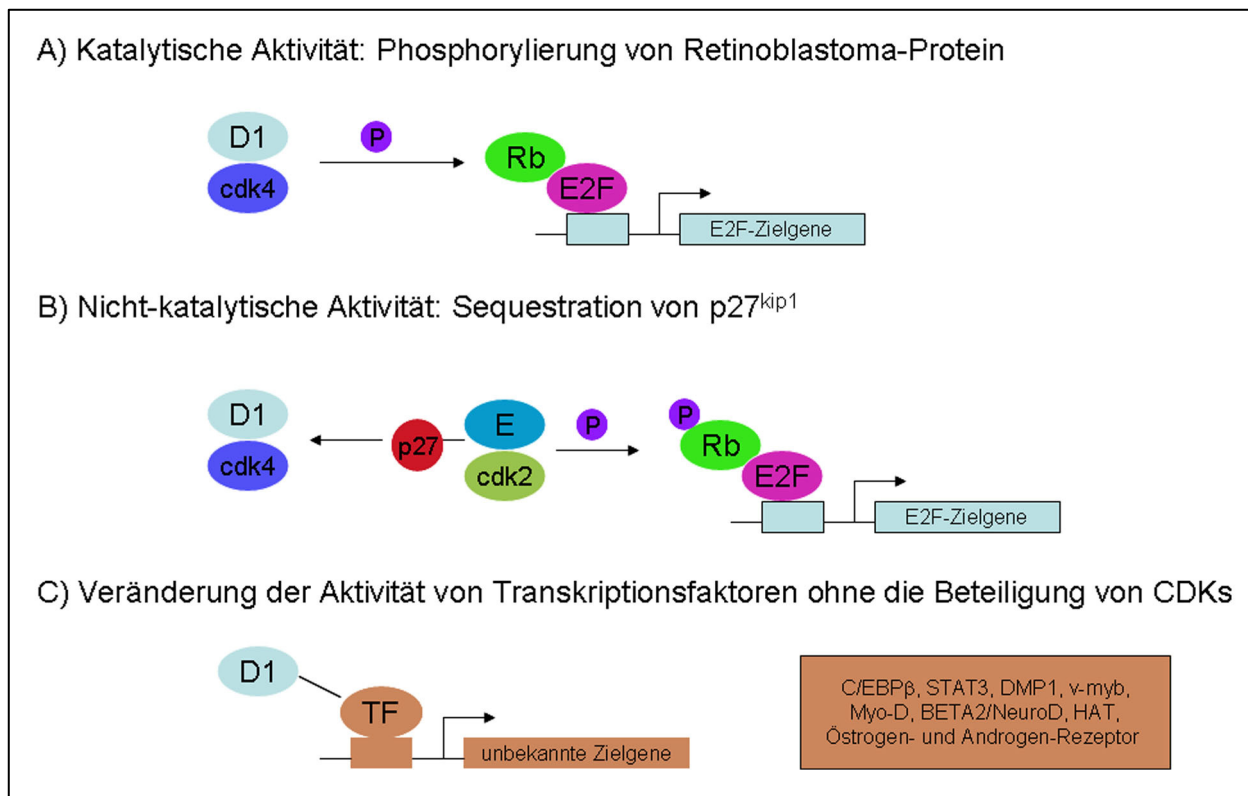 A) Katalytische Aktivität: Phosphorylierung von Retinoblastoma-Protein
D1
cdk4
P
Rb
E2F
E2F-Zielgene
B) Nicht-katalytische Aktivität: Sequestration von p27kip1
D1
cdk4
p27
E
cdk2
P
P
Rb
E2F
E2F-Zielgene
C) Veränderung der Aktivität von Transkriptionsfaktoren ohne die Beteiligung von CDKs
D1
TF
unbekannte Zielgene
C/EBPβ, STAT3, DMP1, v-myb,
Myo-D, BETA2/NeuroD, HAT,
Östrogen- und Androgen-Rezeptor